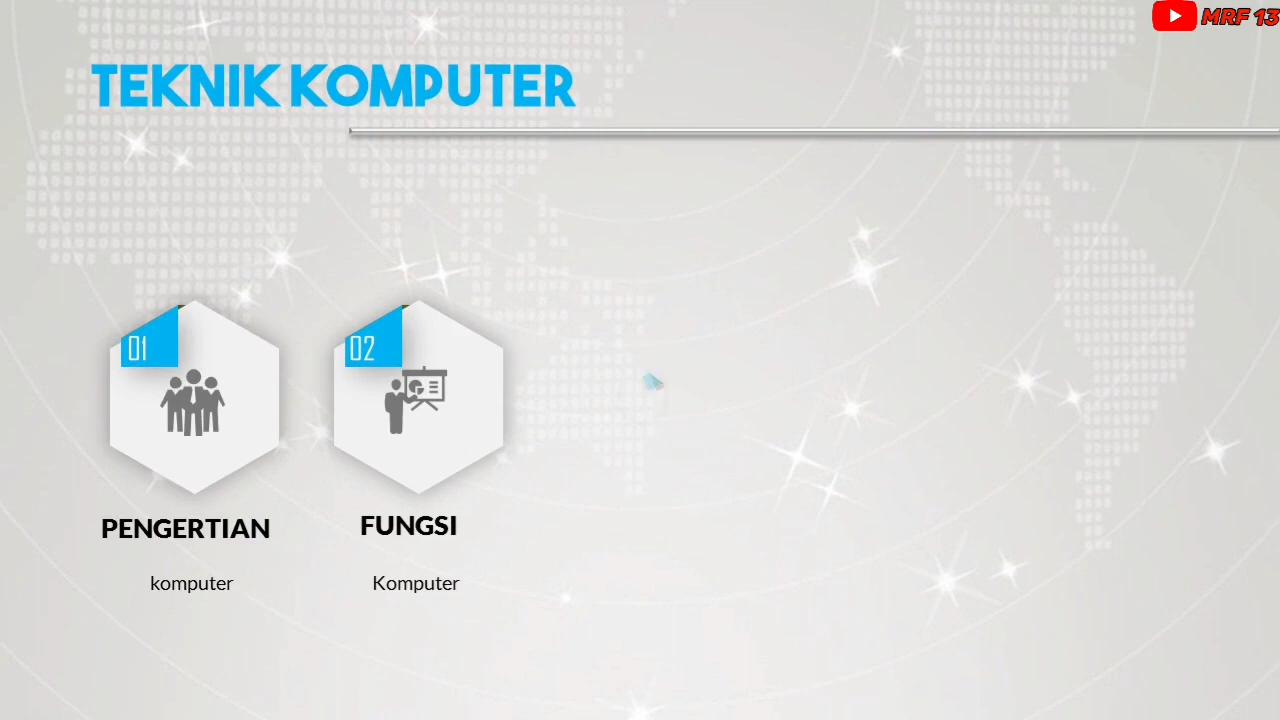 MRF 13
TEKNIK KOMPUTER
01
02
PENGERTIAN
FUNGSI
komputer
Komputer